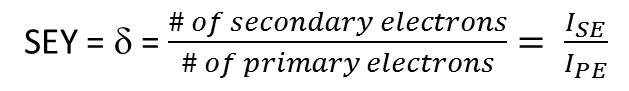 SEY = δ = # of secondary electrons / # of primary electrons = I_SE / I_PE